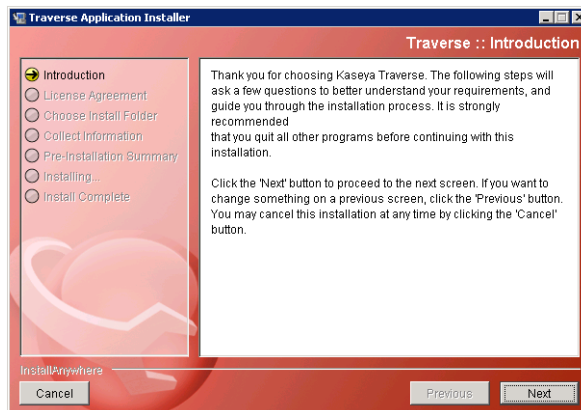 Traverse Application Installer
Traverse :: Introduction
Introduction
License Agreement
Choose Install Folder
Collect Information
Pre-Installation Summary
Installing...
Install Complete
Thank you for choosing Kaseya Traverse. The following steps will
ask a few questions to better understand your requirements, and
guide you through the installation process. It is strongly
recommended
that you quit all other programs before continuing with this
installation.
Click the 'Next' button to proceed to the next screen. If you want to
change something on a previous screen, click the 'Previous' button.
You may cancel this installation at any time by clicking the 'Cancel'
button.
InstallAnywhere
Cancel
Previous
Next